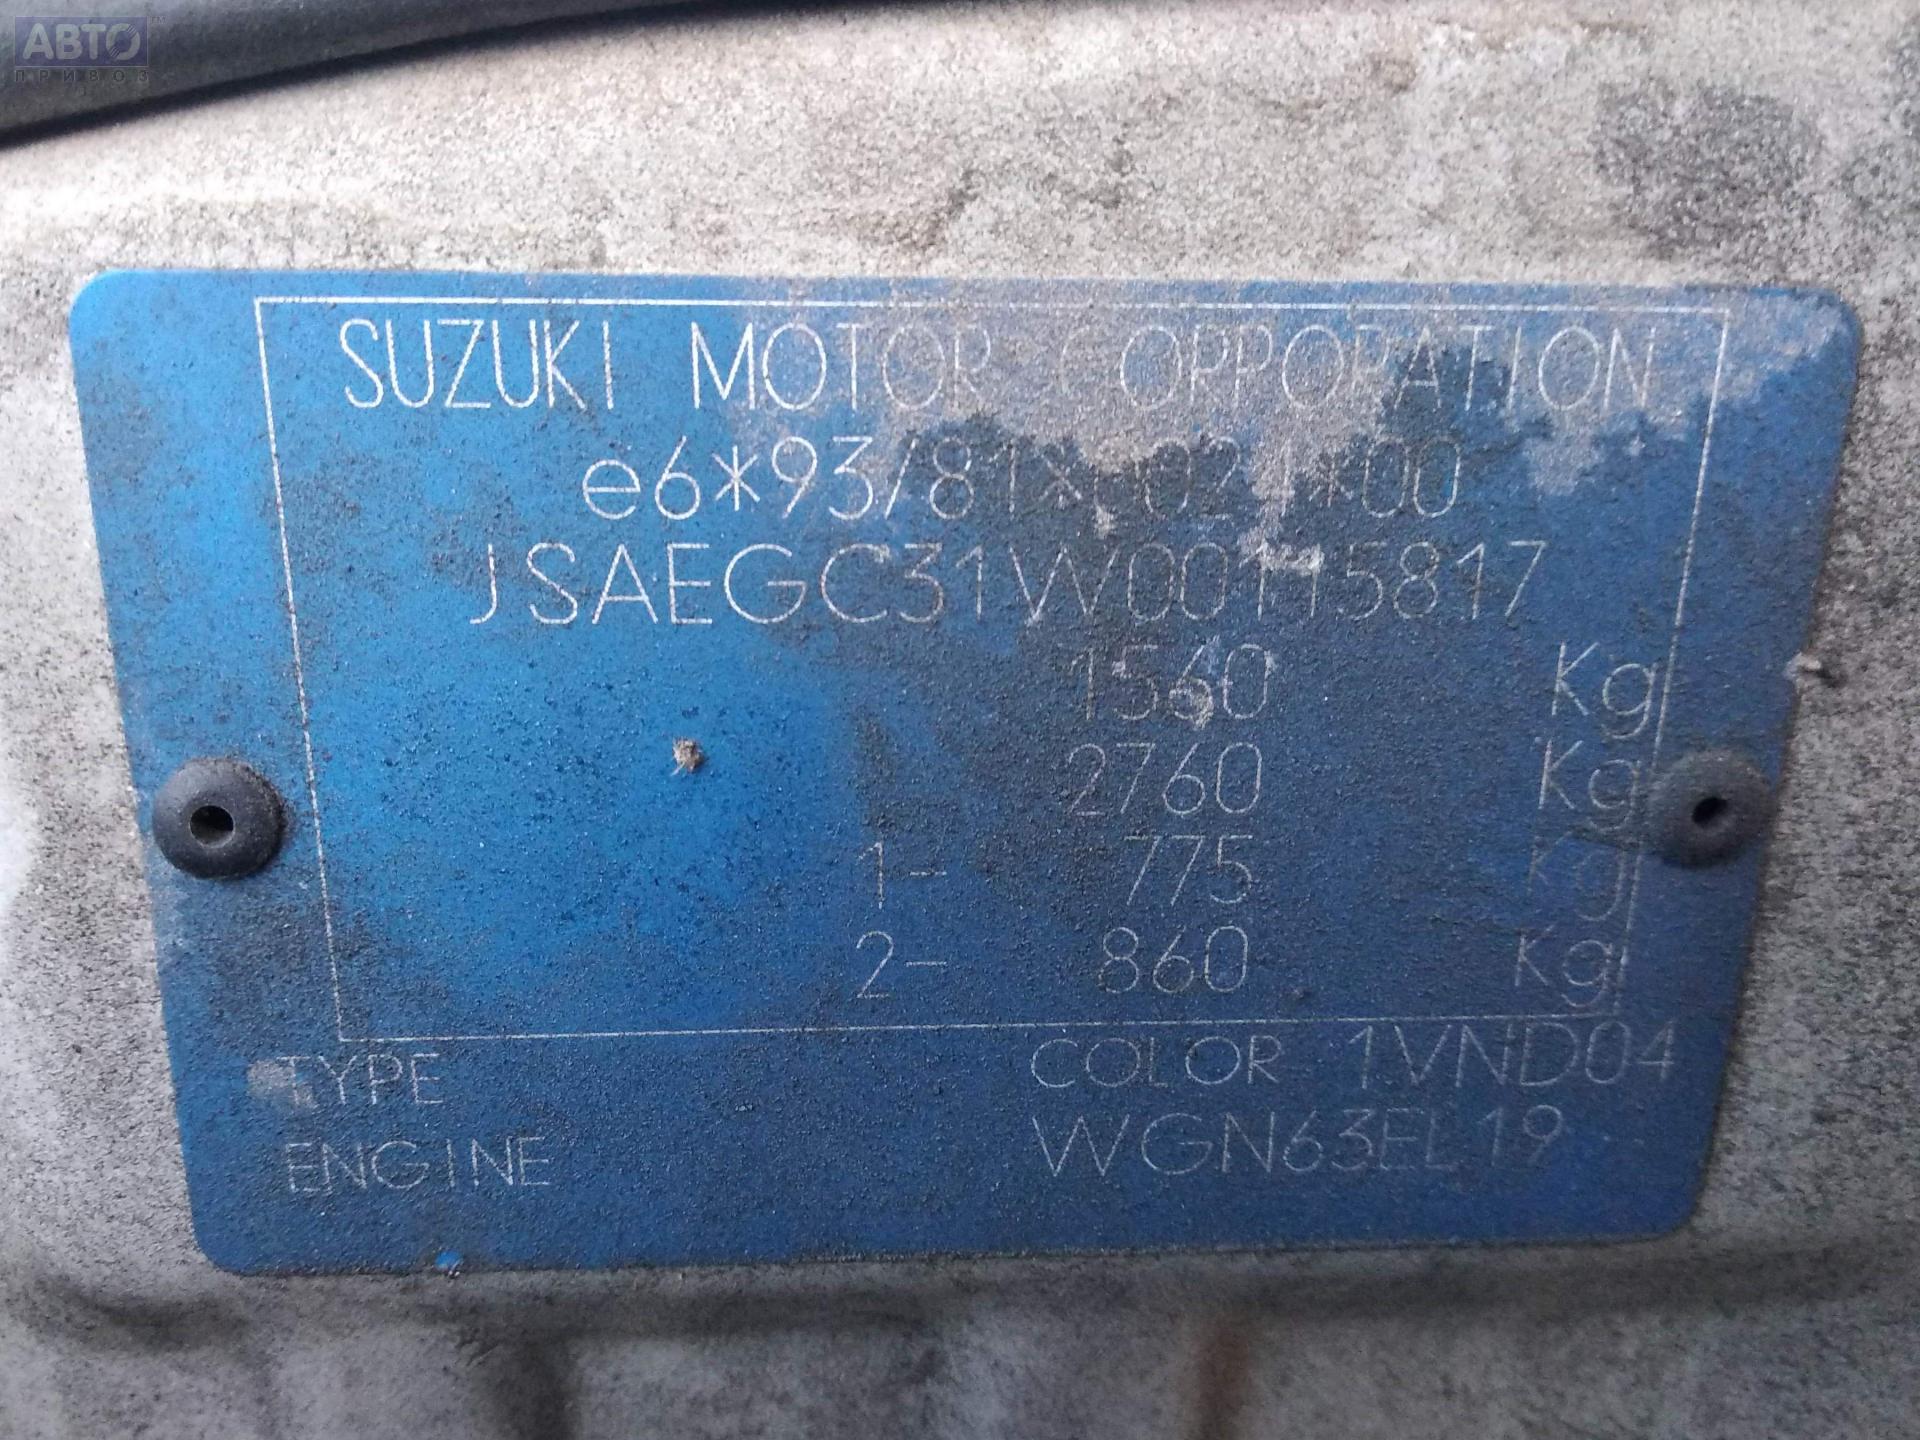 АВТО
ПРИВОЗ
SUZUKI MOTOR CORPORATION
JSAEGC31W00115817
1560 Kg
2760 Kg
1- 775 Kg
2- 860 Kg
TYPE COLOR 1VND04
ENGINE WGN63EL19